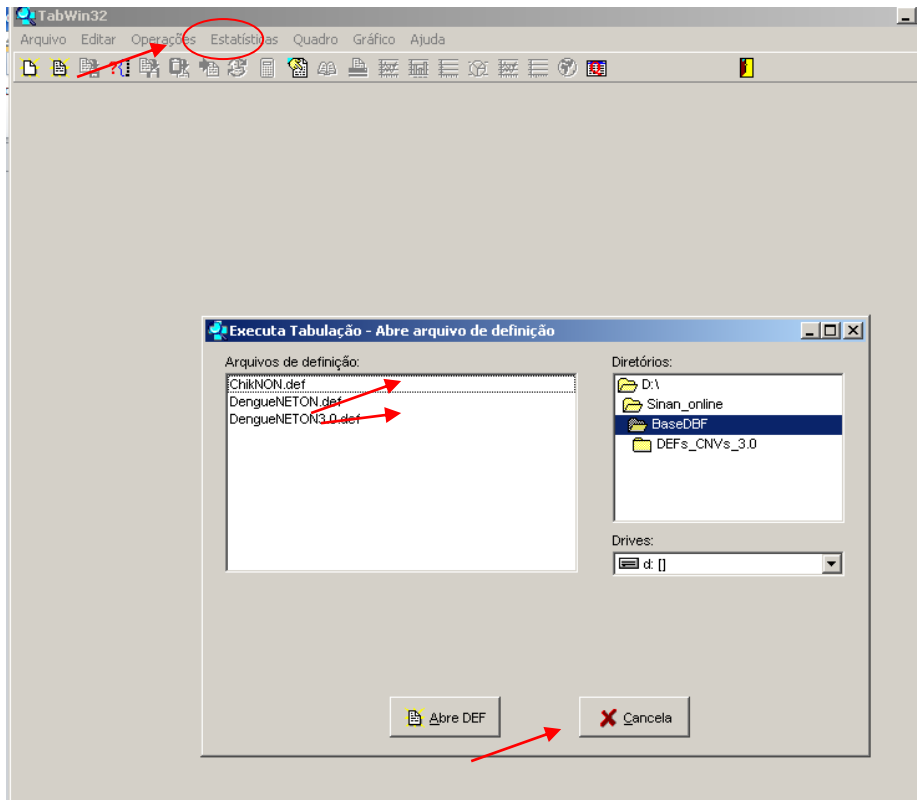 TabWin32
Arquivo Editar Operações Estatísticas Quadro Gráfico Ajuda
Executa Tabulação - Abre arquivo de definição
Arquivos de definição:
ChikNON.def
DengueNETON.def
DengueNETON3.0.def
Diretórios:
D:\
Sinan_online
BaseDBF
DEFs_CNVs_3.0
Drives:
d: []
Abre DEF
Cancela